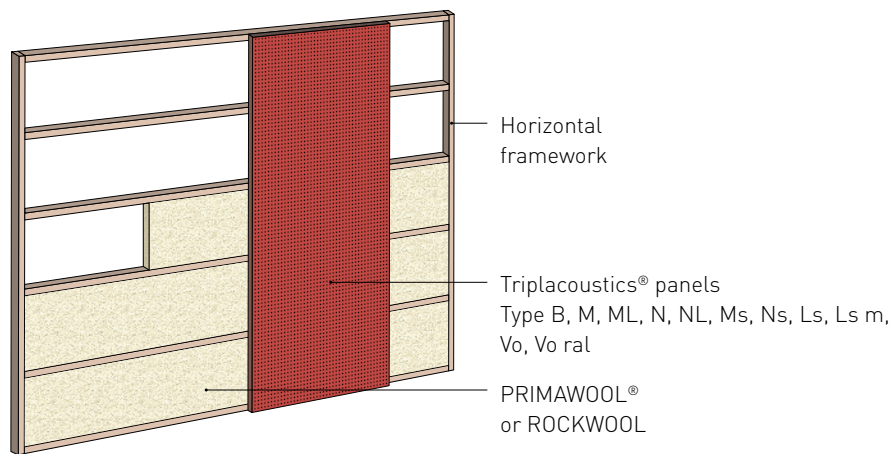 Horizontal
framework
Triplacoustics® panels
Type B, M, ML, N, NL, Ms, Ns, Ls, Ls m,
Vo, Vo ral
PRIMAWOOL®
or ROCKWOOL